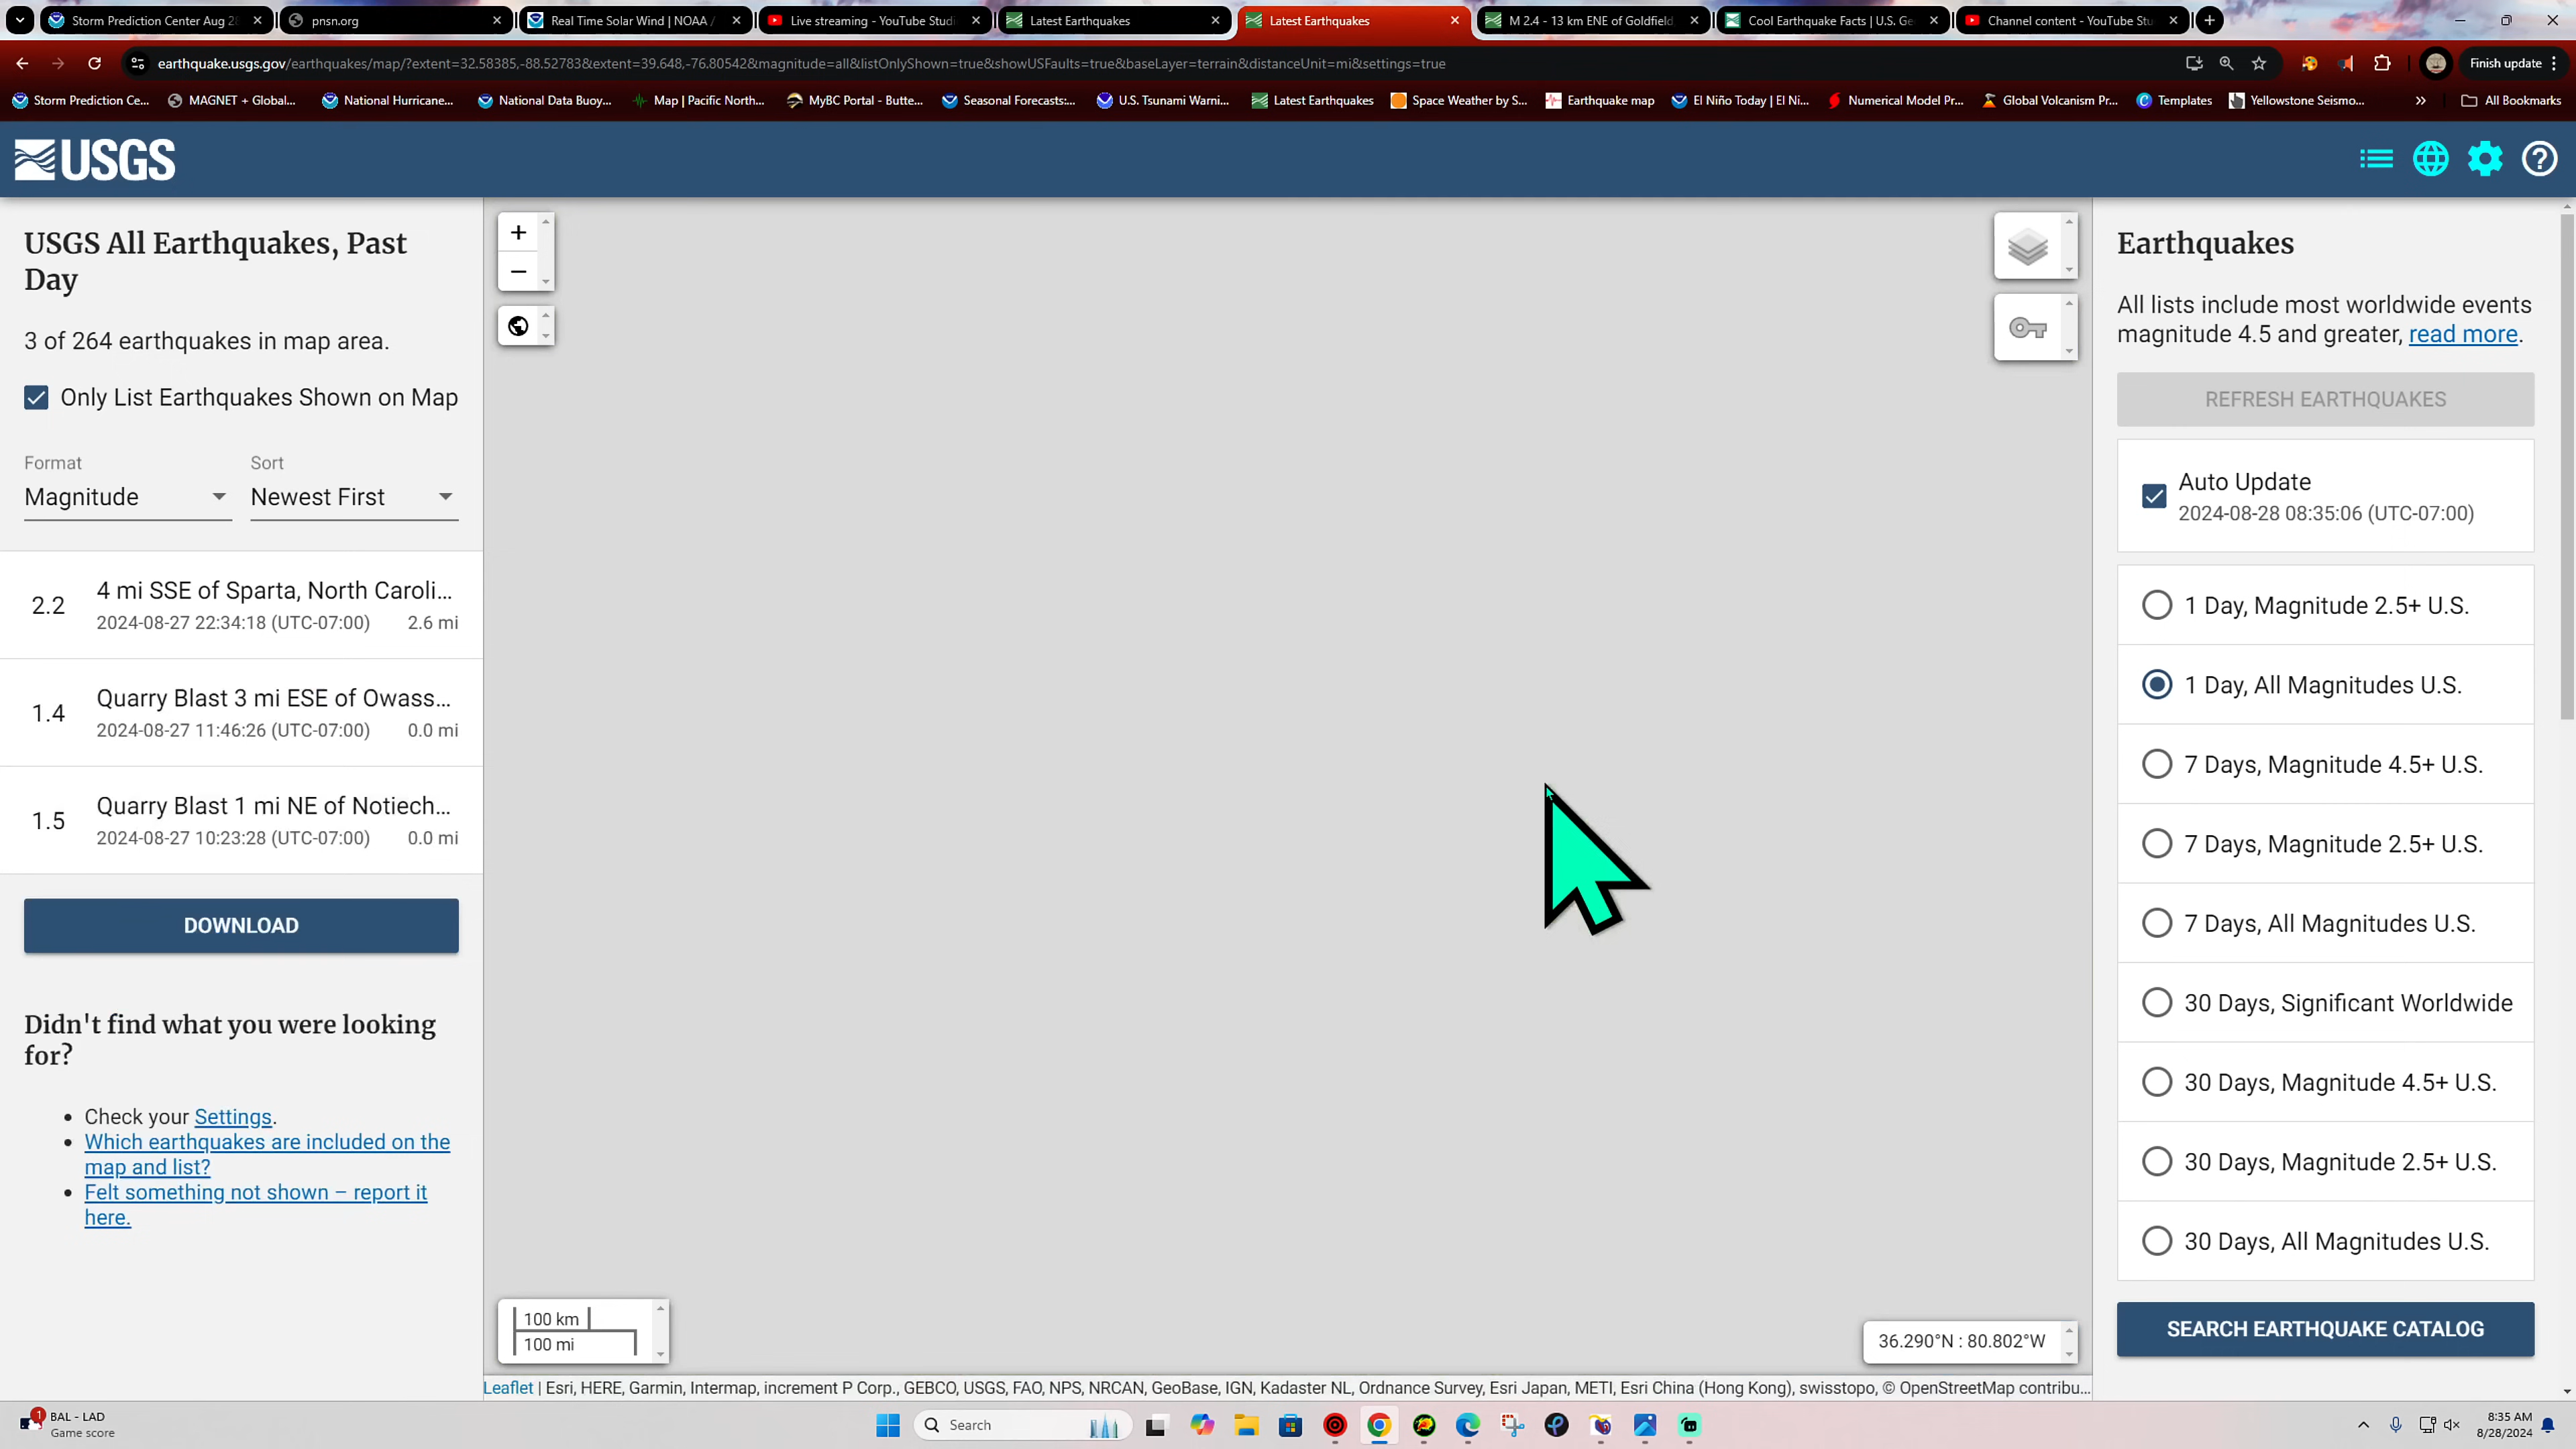 Storm Prediction Center Aug 28
pnsn.org
Real Time Solar Wind | NOAA /
Live streaming - YouTube Studi
Latest Earthquakes
Latest Earthquakes
M 2.4 - 13 km ENE of Goldfield
Cool Earthquake Facts | U.S. Ge
Channel content - YouTube Stu
earthquake.usgs.gov/earthquakes/map/?extent=32.58385,-88.52783&extent=39.648,-76.80542&magnitude=all&listOnlyShown=true&showUSFaults=true&baseLayer=terrain&distanceUnit=mi&settings=true
Finish update
Storm Prediction Ce...
MAGNET + Global...
National Hurricane...
National Data Buoy...
Map | Pacific North...
MyBC Portal - Butte...
Seasonal Forecasts:...
U.S. Tsunami Warni...
Latest Earthquakes
Space Weather by S...
Earthquake map
El Niño Today | El Ni...
Numerical Model Pr...
Global Volcanism Pr...
Templates
Yellowstone Seismo...
All Bookmarks
USGS
USGS All Earthquakes, Past
Day
3 of 264 earthquakes in map area.
Only List Earthquakes Shown on Map
Format
Sort
Magnitude
Newest First
2.2
4 mi SSE of Sparta, North Caroli...
2024-08-27 22:34:18 (UTC-07:00) 2.6 mi
1.4
Quarry Blast 3 mi ESE of Owass...
2024-08-27 11:46:26 (UTC-07:00) 0.0 mi
1.5
Quarry Blast 1 mi NE of Notiech...
2024-08-27 10:23:28 (UTC-07:00) 0.0 mi
DOWNLOAD
Didn't find what you were looking
for?
Check your Settings.
Which earthquakes are included on the
map and list?
Felt something not shown – report it
here.
+
−
100 km
100 mi
36.290°N : 80.802°W
Leaflet | Esri, HERE, Garmin, Intermap, increment P Corp., GEBCO, USGS, FAO, NPS, NRCAN, GeoBase, IGN, Kadaster NL, Ordnance Survey, Esri Japan, METI, Esri China (Hong Kong), swisstopo, © OpenStreetMap contribu...
Earthquakes
All lists include most worldwide events
magnitude 4.5 and greater, read more.
REFRESH EARTHQUAKES
Auto Update
2024-08-28 08:35:06 (UTC-07:00)
1 Day, Magnitude 2.5+ U.S.
1 Day, All Magnitudes U.S.
7 Days, Magnitude 4.5+ U.S.
7 Days, Magnitude 2.5+ U.S.
7 Days, All Magnitudes U.S.
30 Days, Significant Worldwide
30 Days, Magnitude 4.5+ U.S.
30 Days, Magnitude 2.5+ U.S.
30 Days, All Magnitudes U.S.
SEARCH EARTHQUAKE CATALOG
1
BAL - LAD
Game score
Search
8:35 AM
8/28/2024